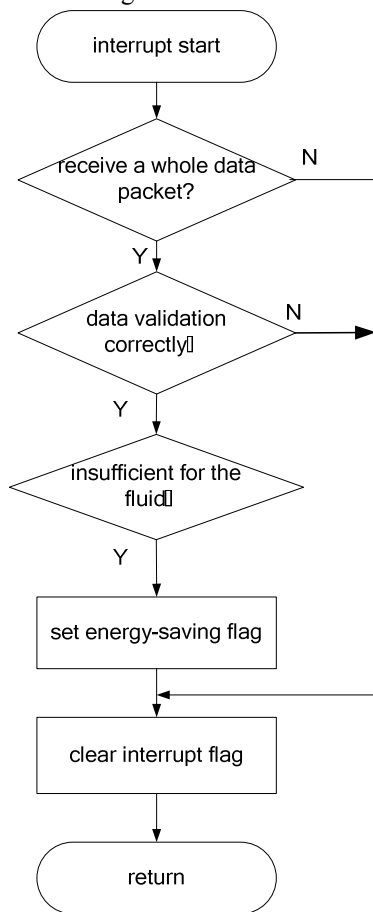 interrupt start
receive a whole data
packet?
N
Y
data validation
correctly▯
N
Y
insufficient for the
fluid▯
Y
set energy-saving flag
clear interrupt flag
return